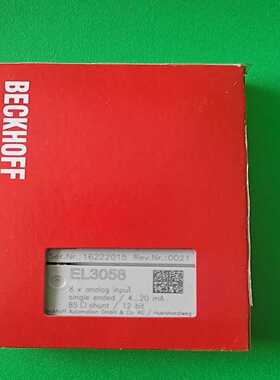 BECKHOFF
Ser.Nr.: 16222015 Rev.Nr.:0021
EL3058
8 x analog input
single ended / 4...20 mA
85 Ω shunt / 12 bit
Beckhoff Automation GmbH & Co. KG / Huelshorstweg